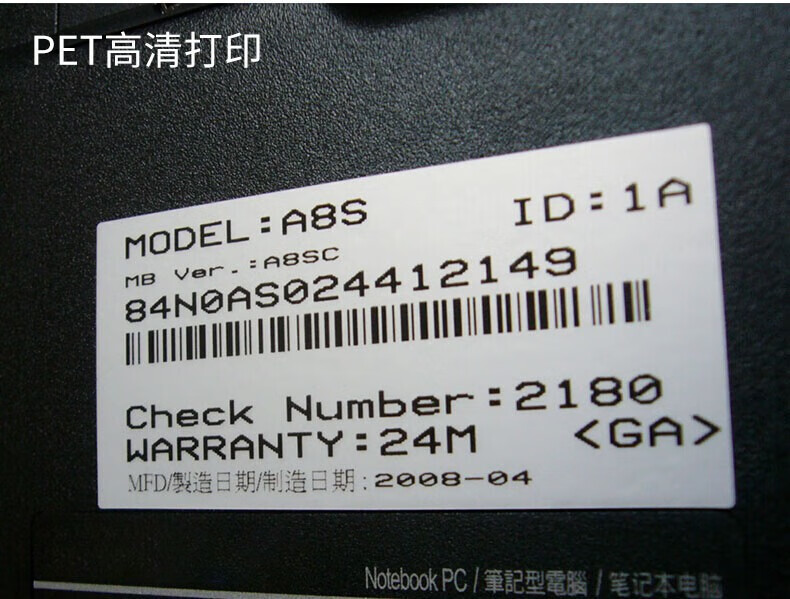 PET高清打印
MODEL:A8S ID:1A
MB Ver.:A8SC
84N0AS024412149
Check Number:2180
WARRANTY:24M <GA>
MFD/製造日期/制造日期:2008-04
Notebook PC / 筆記型電腦 / 笔记本电脑